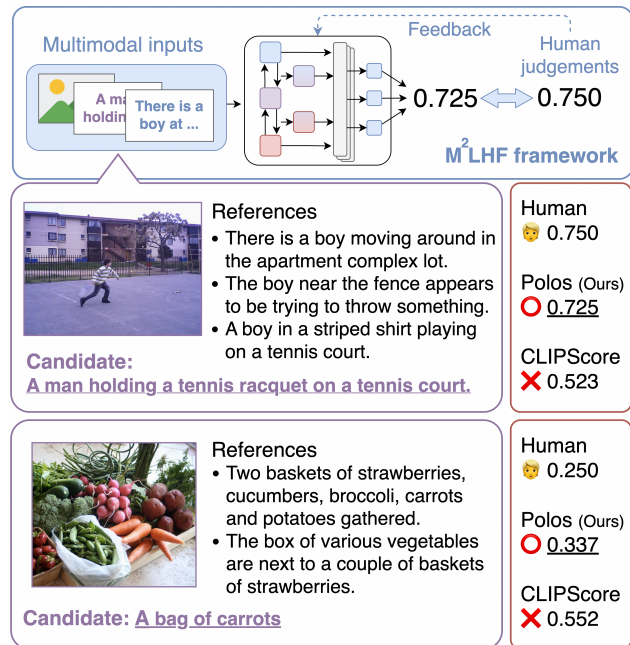 Multimodal inputs
A ma
holding
There is a
boy at ...
Feedback
Human
judgements
0.725
0.750
M²LHF framework
References
• There is a boy moving around in
the apartment complex lot.
• The boy near the fence appears
to be trying to throw something.
• A boy in a striped shirt playing
on a tennis court.
Candidate:
A man holding a tennis racquet on a tennis court.
Human
0.750
Polos (Ours)
0.725
CLIPScore
0.523
References
• Two baskets of strawberries,
cucumbers, broccoli, carrots
and potatoes gathered.
• The box of various vegetables
are next to a couple of baskets
of strawberries.
Candidate: A bag of carrots
Human
0.250
Polos (Ours)
0.337
CLIPScore
0.552